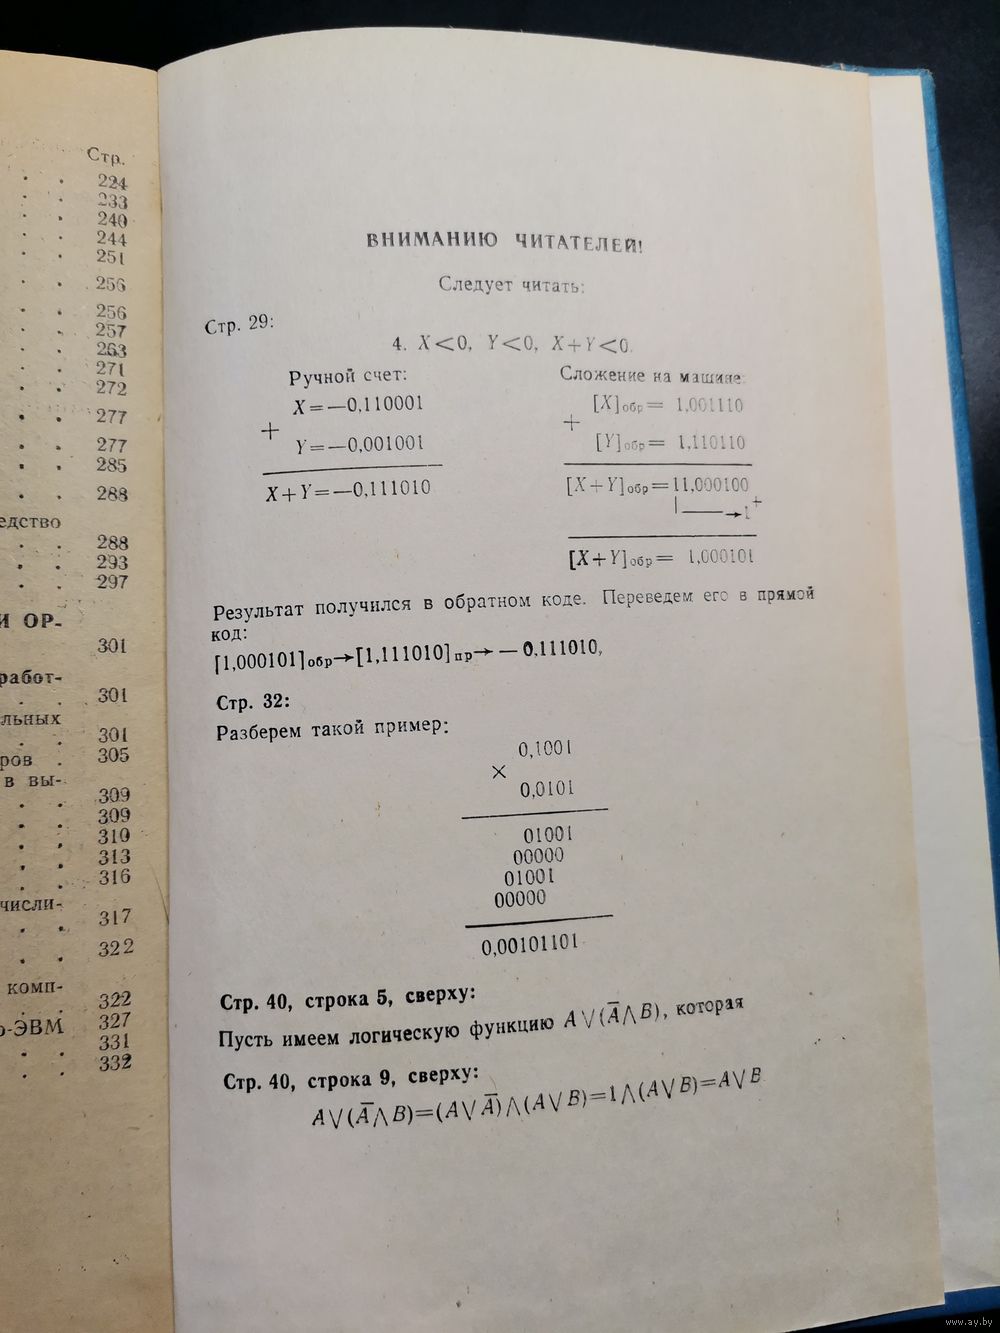 Стр.
224
233
240
244
251
256
256
257
263
271
272
277
277
285
288
едство
288
293
297
И ОР-
301
работ-
301
льных
301
ров . 305
в вы-
309
309
310
313
316
числи-
317
322
комп-
322
о-ЭВМ 327
331
332
ВНИМАНИЮ ЧИТАТЕЛЕЙ!
Следует читать:
Стр. 29:
4. X<0, Y<0, X+Y<0.
Ручной счет:
X=—0,110001
+
Y=—0,001001
X+Y=—0,111010
Сложение на машине:
[X]обр= 1,001110
+
[Y]обр= 1,110110
[X+Y]обр=11,000100
|——→1+
[X+Y]обр= 1,000101
Результат получился в обратном коде. Переведем его в прямой
код:
[1,000101]обр→[1,111010]пр→ —0,111010,
Стр. 32:
Разберем такой пример:
0,1001
×
0,0101
01001
00000
01001
00000
0,00101101
Стр. 40, строка 5, сверху:
Пусть имеем логическую функцию A∨(A̅∧B), которая
Стр. 40, строка 9, сверху:
A∨(A̅∧B)=(A∨A̅)∧(A∨B)=1∧(A∨B)=A∨B
www.ay.by